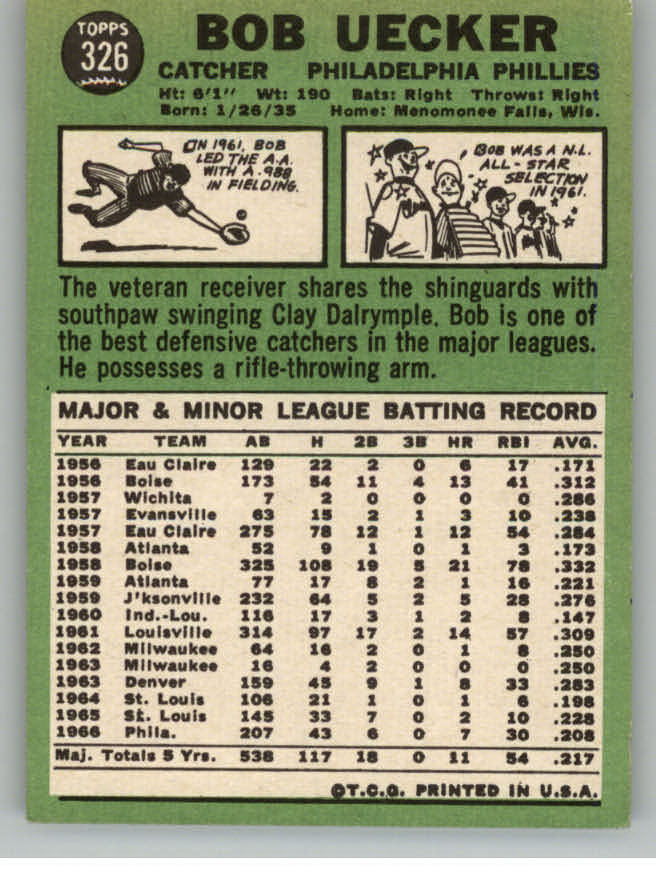 TOPPS
326
BOB UECKER
CATCHER PHILADELPHIA PHILLIES
Ht: 6'1" Wt: 190 Bats: Right Throws: Right
Born: 1/26/35 Home: Menomonee Falls, Wis.
ON 1961, BOB
LED THE A.A.
WITH A .988
IN FIELDING.
BOB WAS A N.L.
ALL-STAR
SELECTION
IN 1961.
The veteran receiver shares the shinguards with
southpaw swinging Clay Dalrymple. Bob is one of
the best defensive catchers in the major leagues.
He possesses a rifle-throwing arm.
MAJOR & MINOR LEAGUE BATTING RECORD
YEAR TEAM AB H 2B 3B HR RBI AVG.
1956 Eau Claire 129 22 2 0 6 17 .171
1956 Boise 173 54 11 4 13 41 .312
1957 Wichita 7 2 0 0 0 0 .286
1957 Evansville 63 15 2 1 3 10 .238
1957 Eau Claire 275 78 12 1 12 54 .284
1958 Atlanta 52 9 1 0 1 3 .173
1958 Boise 325 108 19 5 21 78 .332
1959 Atlanta 77 17 8 2 1 16 .221
1959 J'ksonville 232 64 5 2 5 28 .276
1960 Ind.-Lou. 116 17 3 1 2 8 .147
1961 Louisville 314 97 17 2 14 57 .309
1962 Milwaukee 64 16 2 0 1 8 .250
1963 Milwaukee 16 4 2 0 0 0 .250
1963 Denver 159 45 9 1 8 33 .283
1964 St. Louis 106 21 1 0 1 6 .198
1965 St. Louis 145 33 7 0 2 10 .228
1966 Phila. 207 43 6 0 7 30 .208
Maj. Totals 5 Yrs. 538 117 18 0 11 54 .217
©T.C.G. PRINTED IN U.S.A.